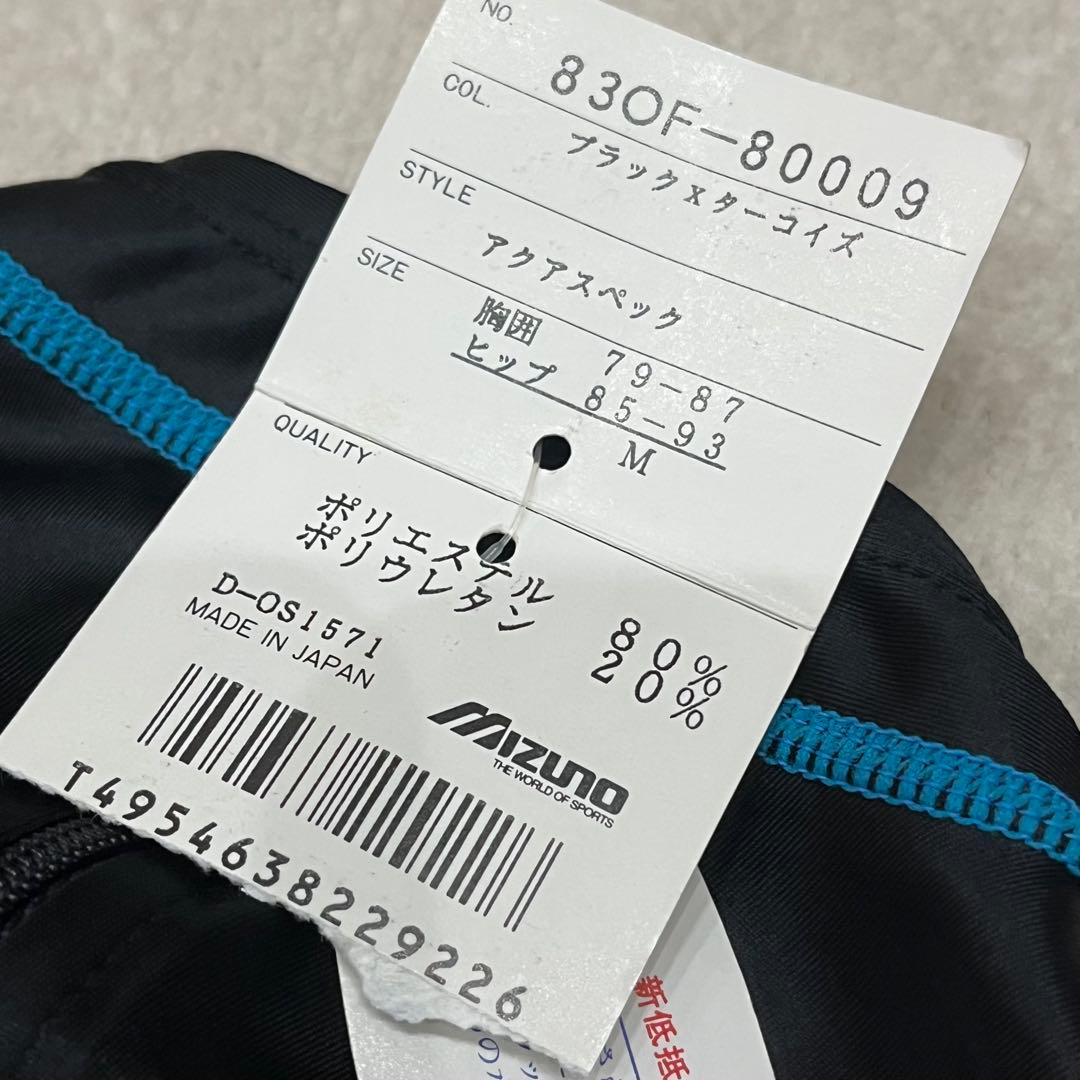 NO.
83OF-80009
COL.
ブラックXターコイズ
STYLE
アクアスペック
SIZE
胸囲 79-87
ヒップ 85-93
M
QUALITY
ポリエステル 80%
ポリウレタン 20%
D-OS1571
MADE IN JAPAN
MIZUNO
THE WORLD OF SPORTS
T4954638229226
新低抵